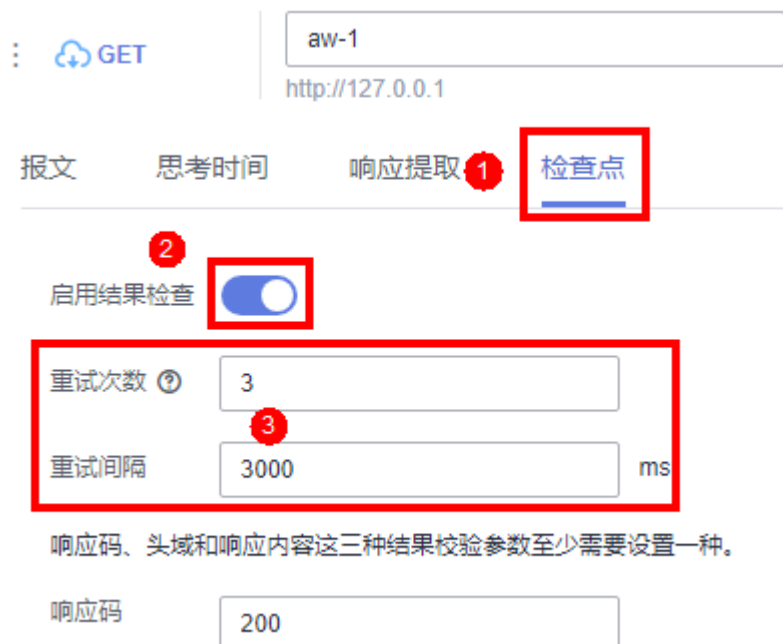 GET aw-1
http://127.0.0.1
报文 思考时间 响应提取 1 检查点
2
启用结果检查
重试次数 ? 3
3
重试间隔 3000 ms
响应码、头域和响应内容这三种结果校验参数至少需要设置一种。
响应码 200